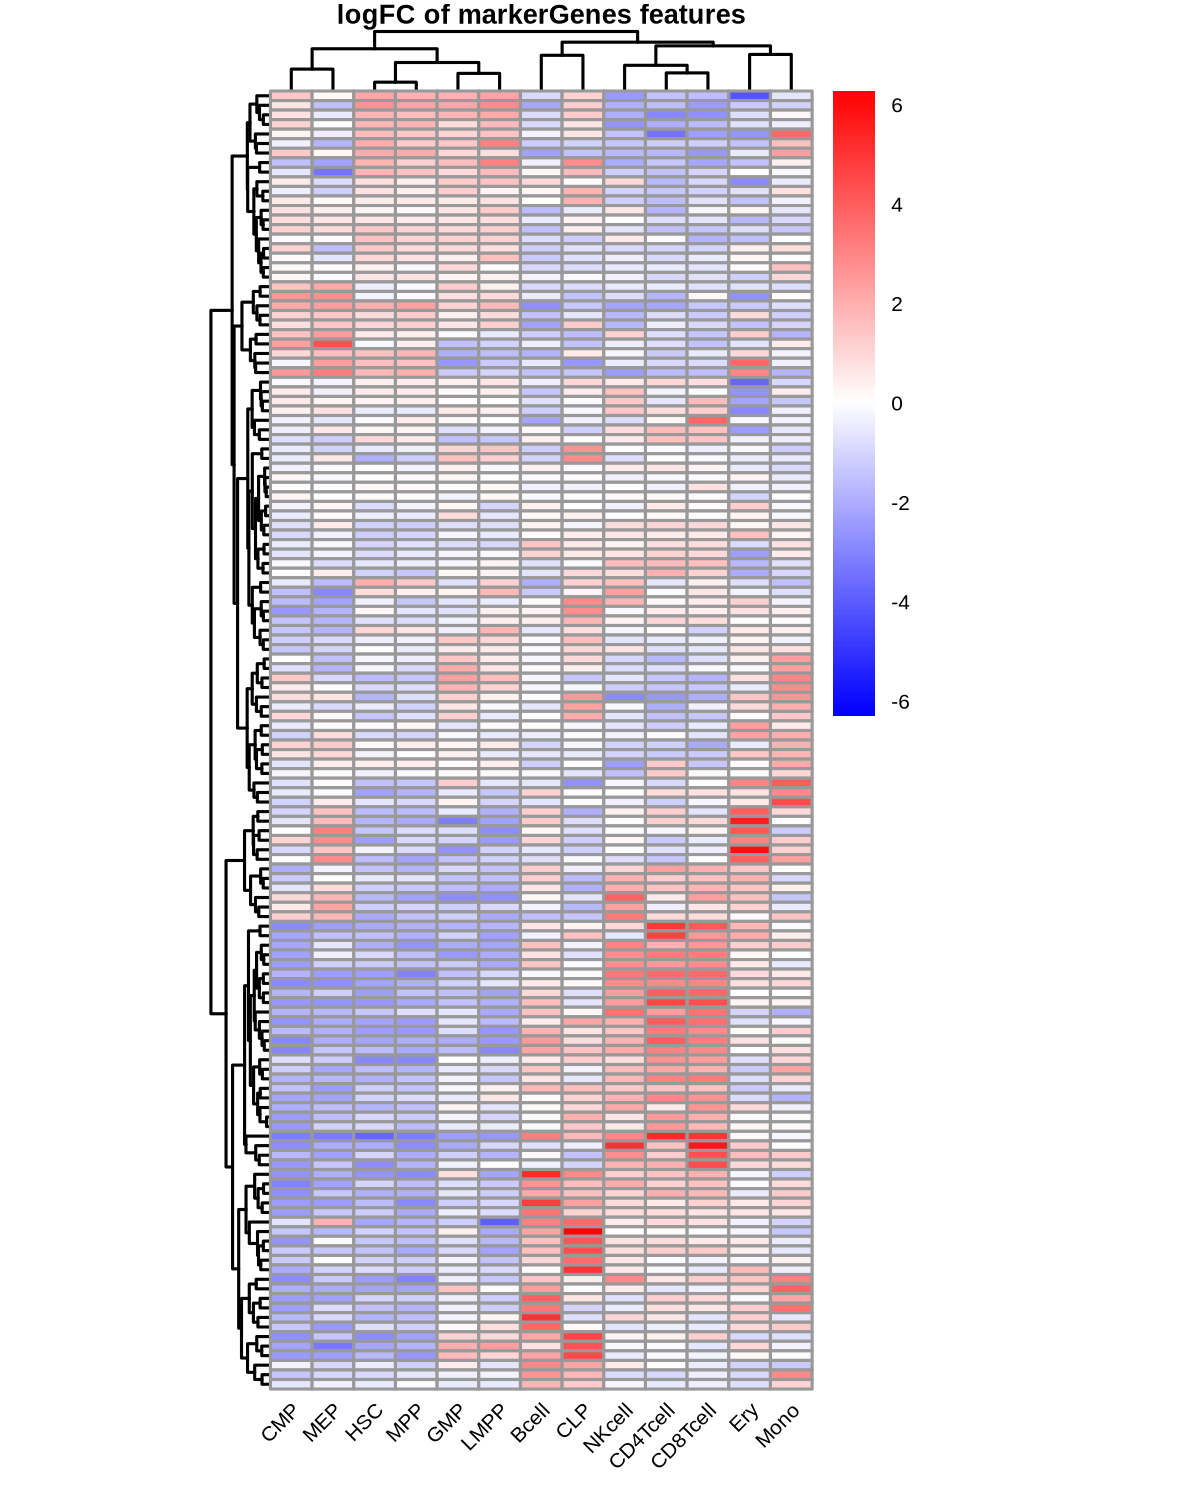 logFC of markerGenes features
6
4
2
0
-2
-4
-6
CMP
MEP
HSC
MPP
GMP
LMPP
Bcell
CLP
NKcell
CD4Tcell
CD8Tcell
Ery
Mono